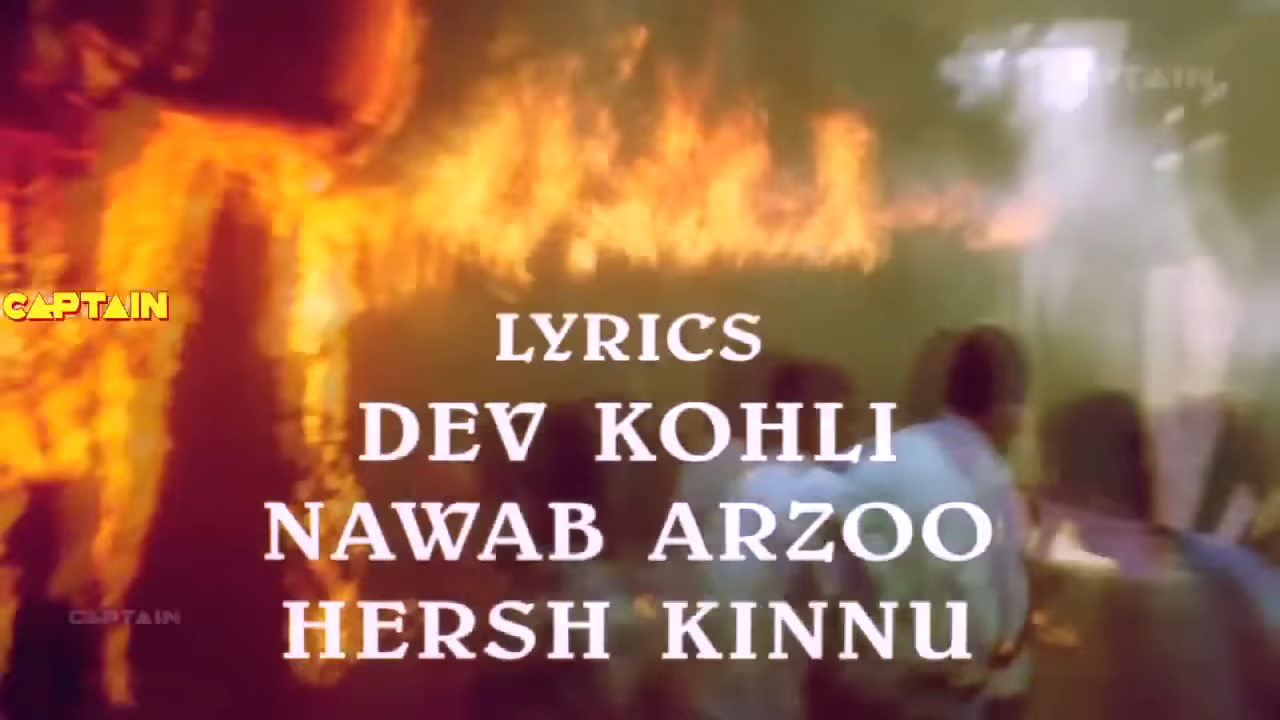 CAPTAIN
CAPTAIN
LYRICS
DEV KOHLI
NAWAB ARZOO
HERSH KINNU
CAPTAIN